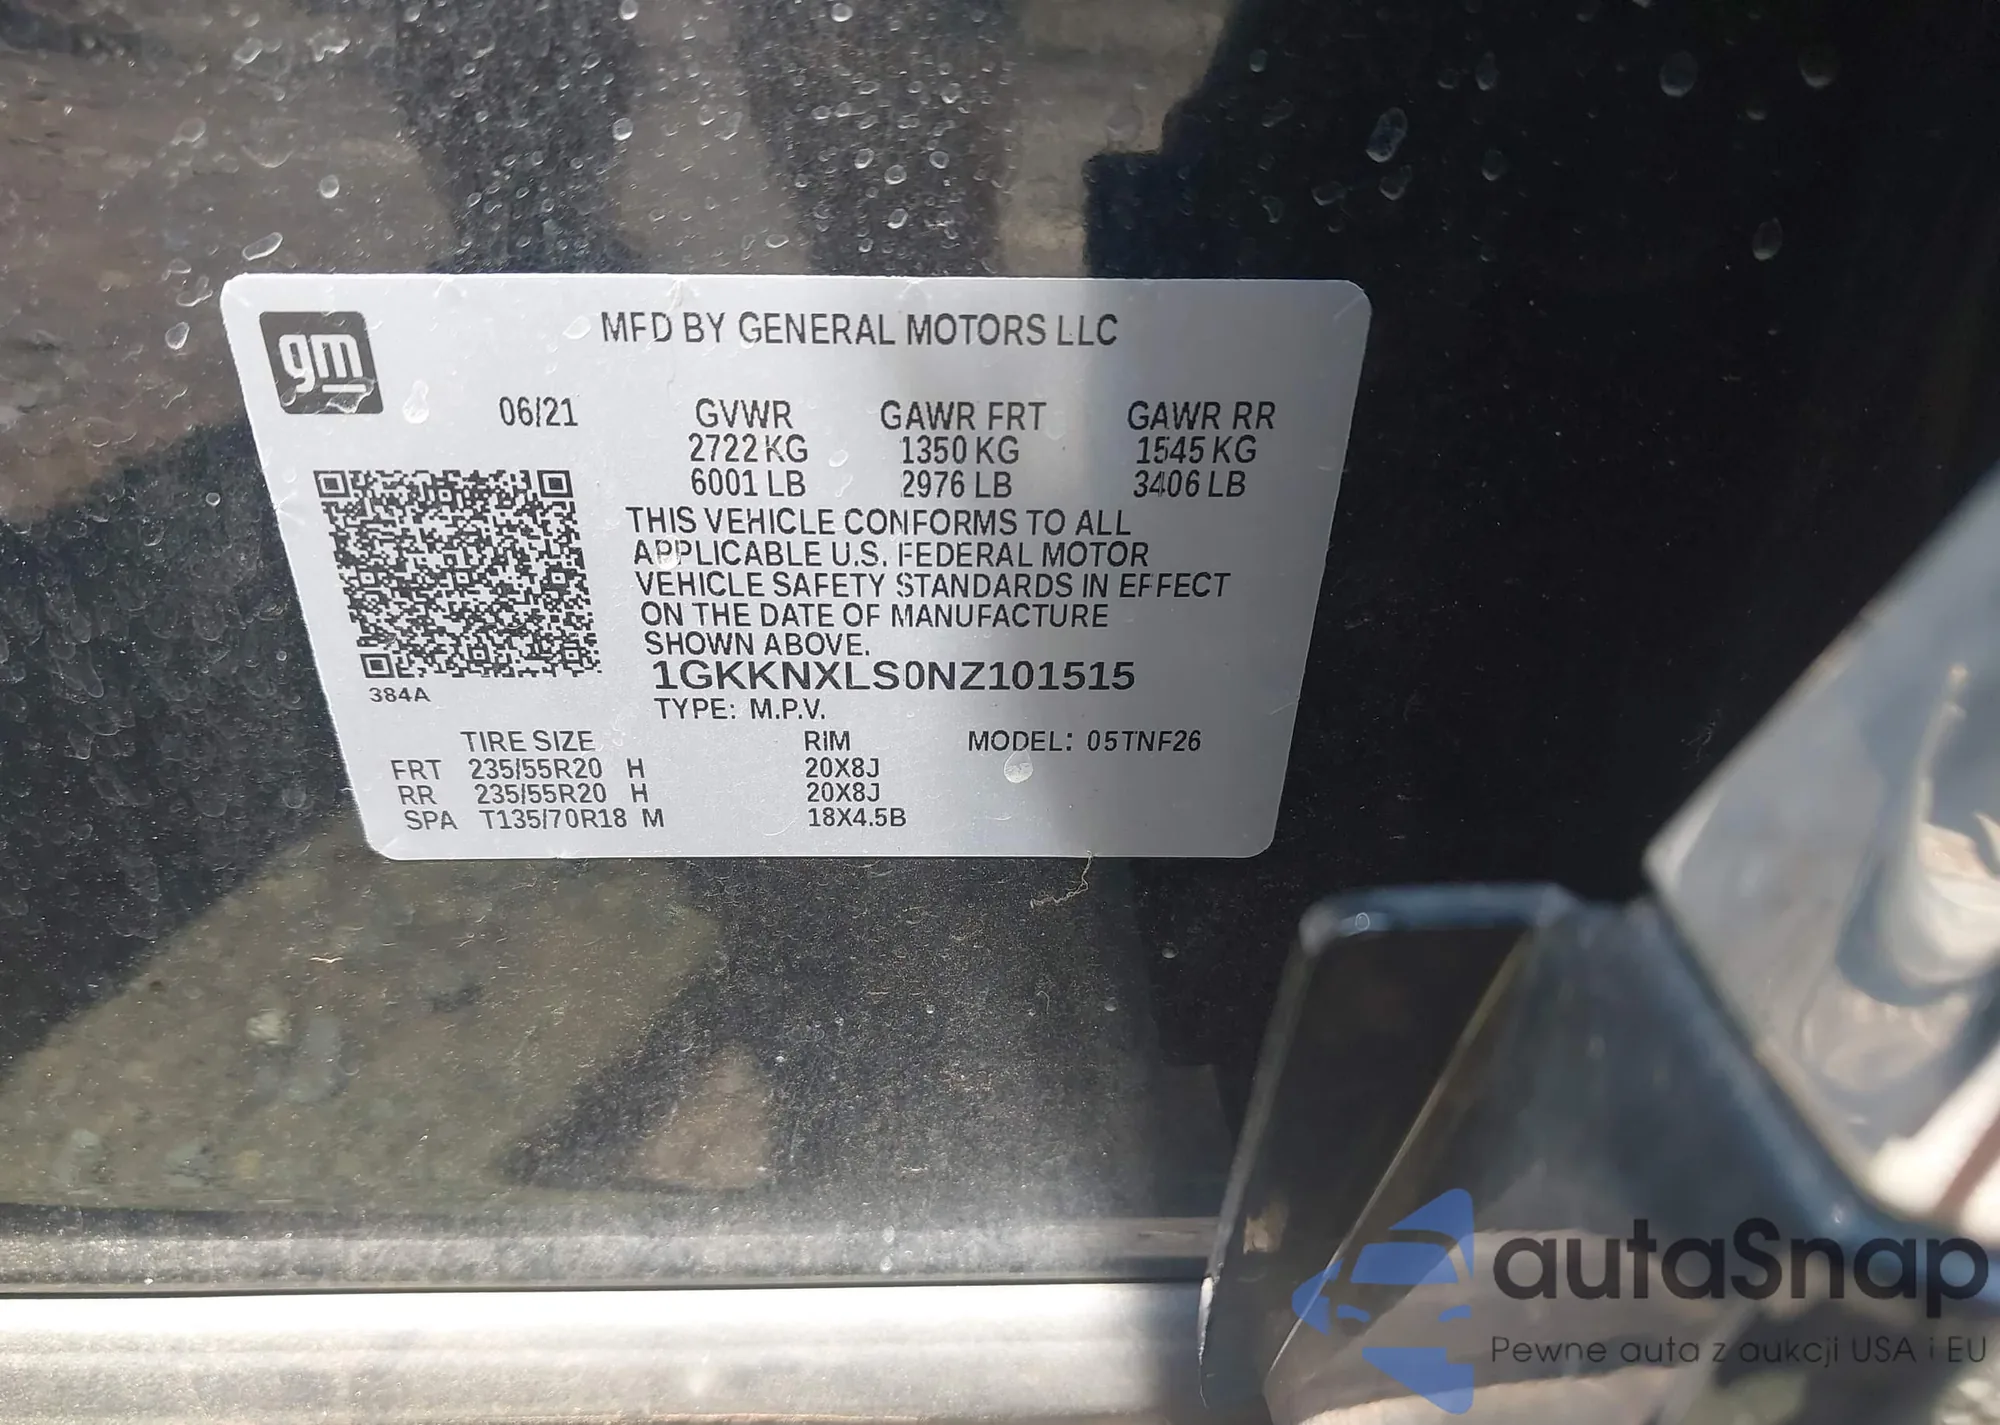 gm
MFD BY GENERAL MOTORS LLC
06/21 GVWR GAWR FRT GAWR RR
2722 KG 1350 KG 1545 KG
6001 LB 2976 LB 3406 LB
THIS VEHICLE CONFORMS TO ALL
APPLICABLE U.S. FEDERAL MOTOR
VEHICLE SAFETY STANDARDS IN EFFECT
ON THE DATE OF MANUFACTURE
SHOWN ABOVE.
1GKKNXLS0NZ101515
384A
TYPE: M.P.V.
TIRE SIZE RIM MODEL: 05TNF26
FRT 235/55R20 H 20X8J
RR 235/55R20 H 20X8J
SPA T135/70R18 M 18X4.5B
autaSnap
Pewne auta z aukcji USA i EU